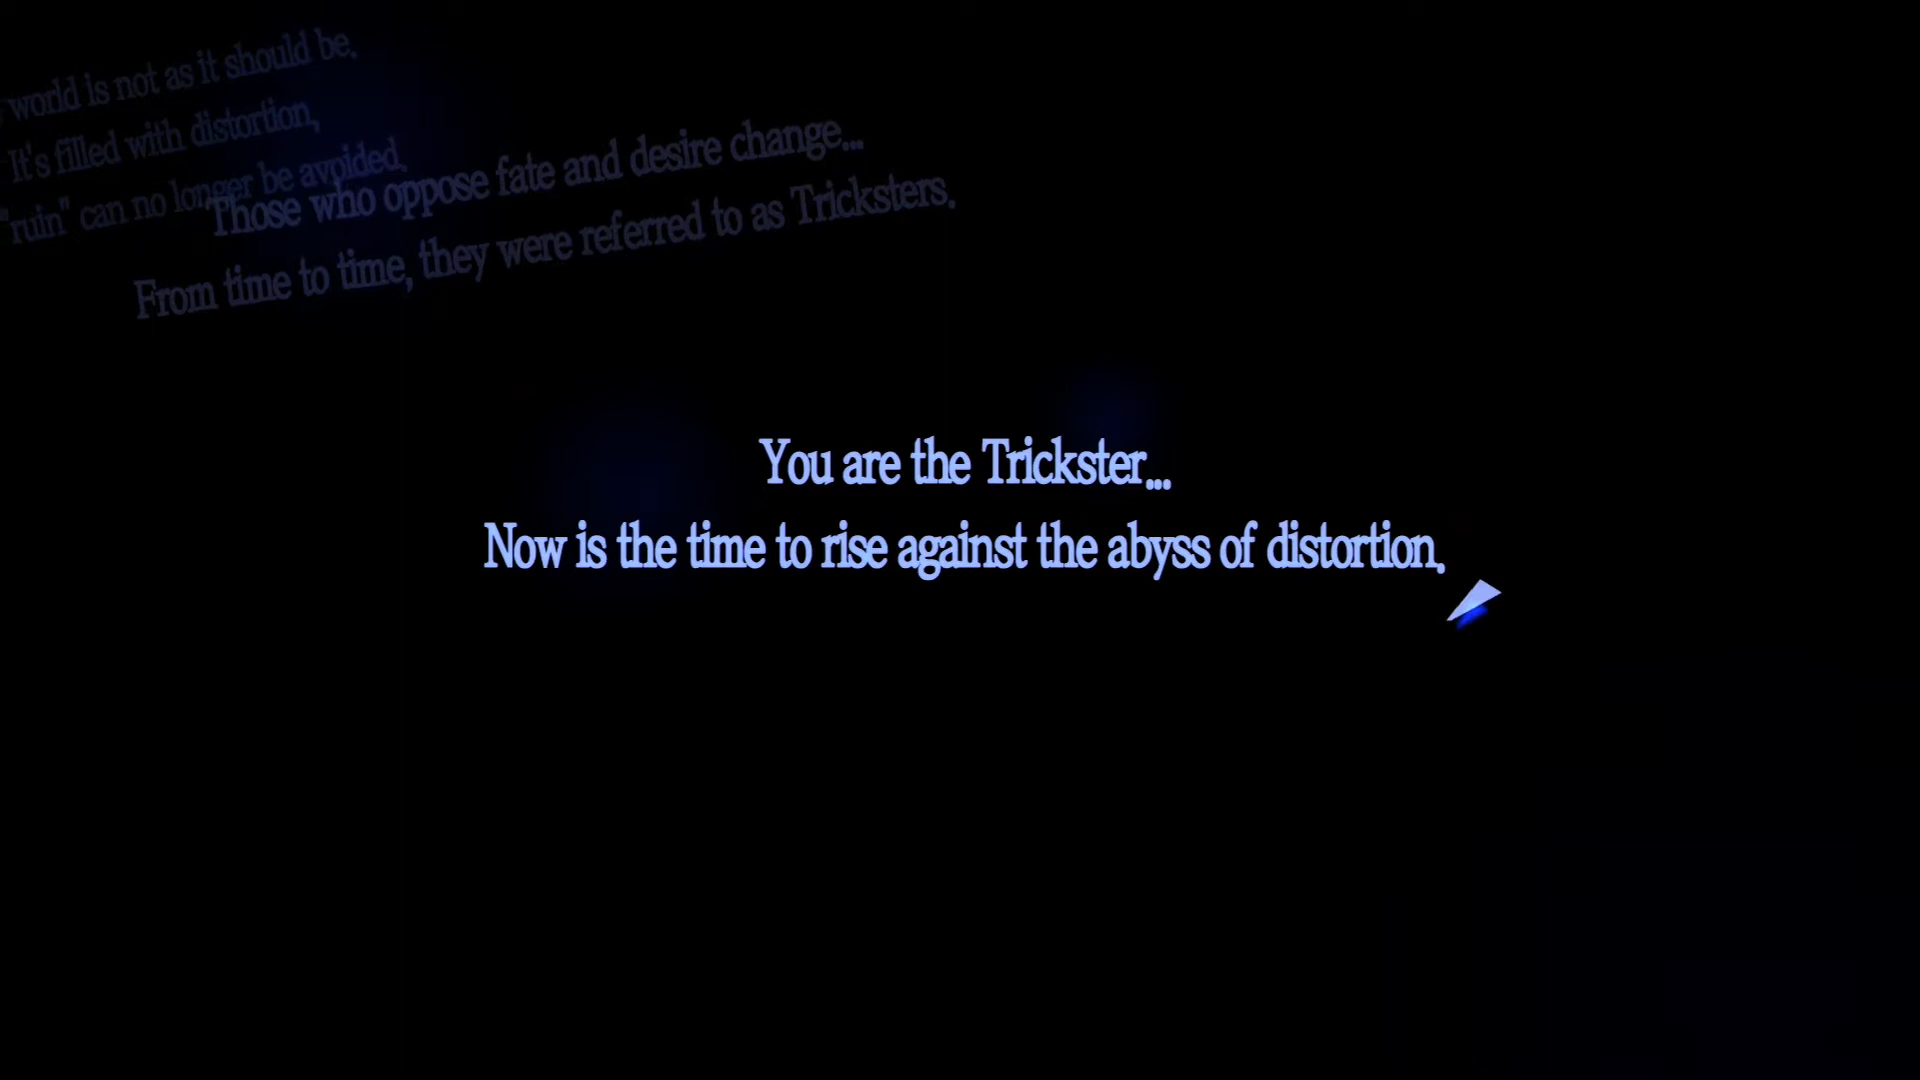 world is not as it should be.
It's filled with distortion,
"ruin" can no longer be avoided.
Those who oppose fate and desire change...
From time to time, they were referred to as Tricksters.
You are the Trickster...
Now is the time to rise against the abyss of distortion.